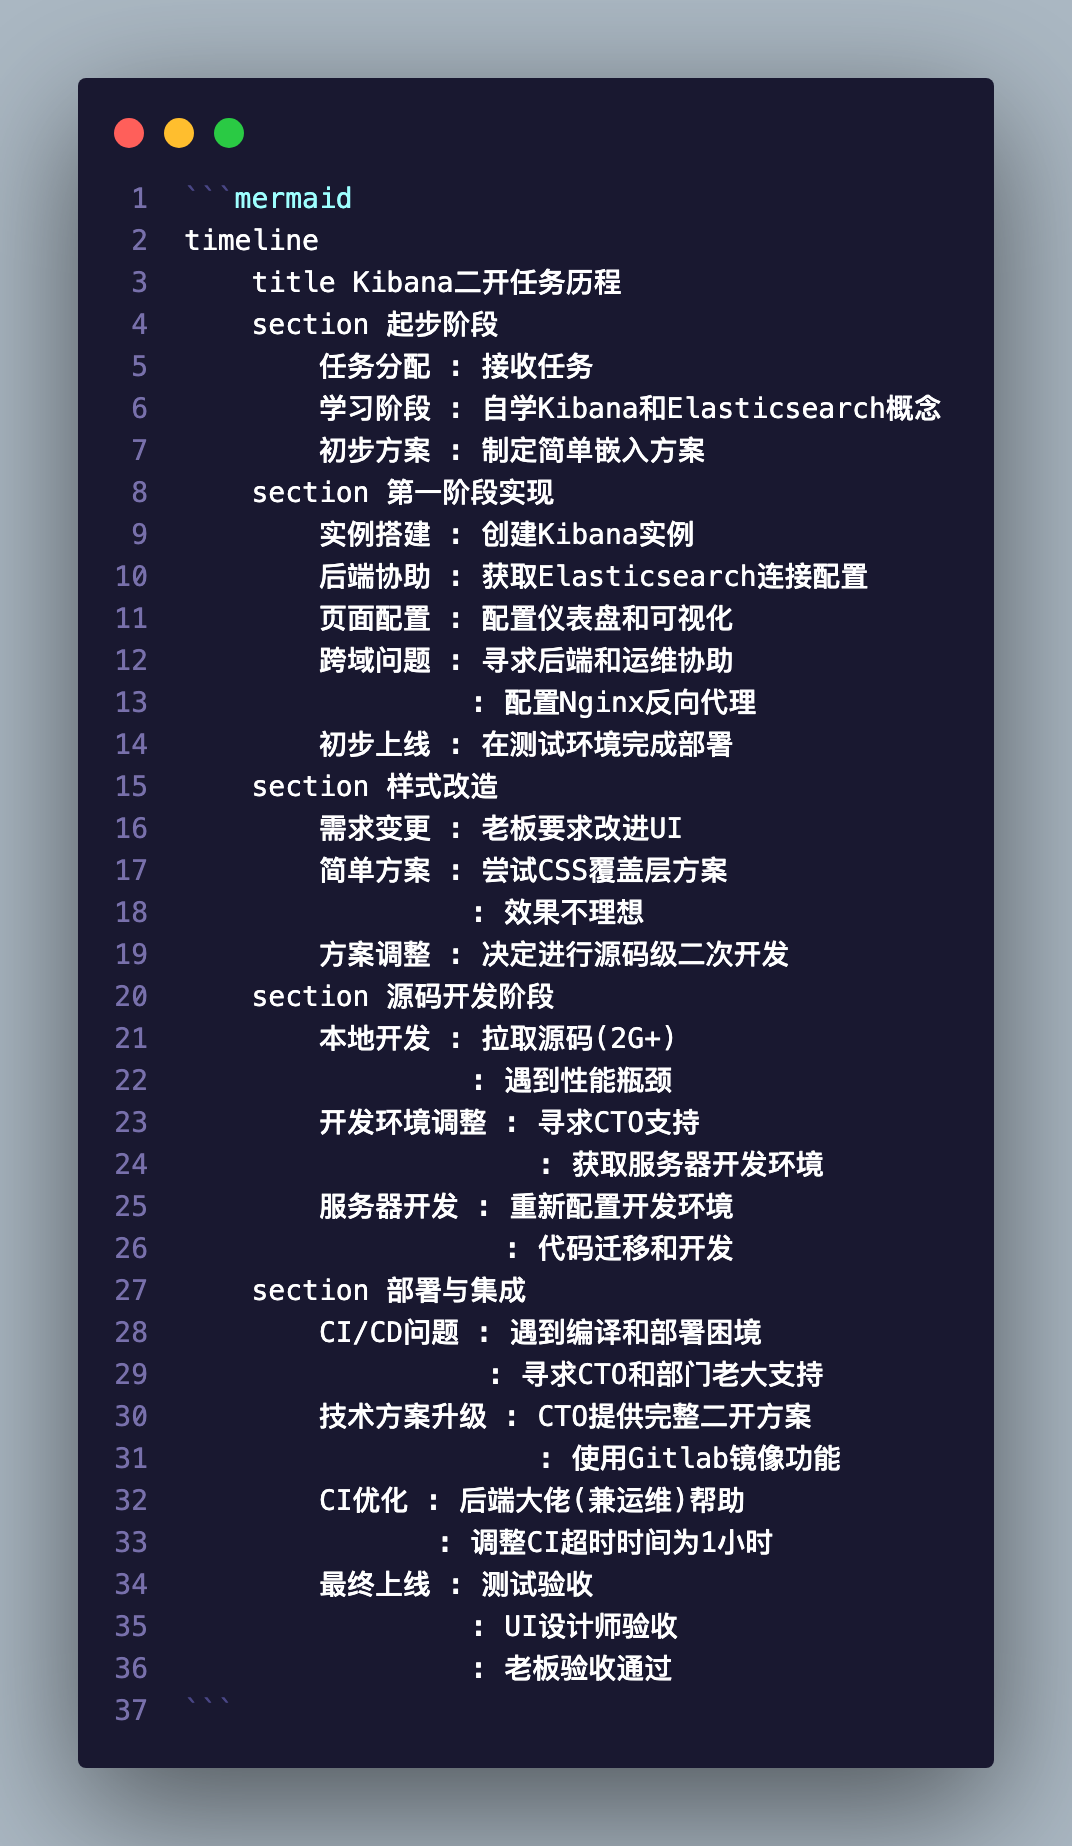 1 ```mermaid
2 timeline
3 title Kibana二开任务历程
4 section 起步阶段
5 任务分配 : 接收任务
6 学习阶段 : 自学Kibana和Elasticsearch概念
7 初步方案 : 制定简单嵌入方案
8 section 第一阶段实现
9 实例搭建 : 创建Kibana实例
10 后端协助 : 获取Elasticsearch连接配置
11 页面配置 : 配置仪表盘和可视化
12 跨域问题 : 寻求后端和运维协助
13 : 配置Nginx反向代理
14 初步上线 : 在测试环境完成部署
15 section 样式改造
16 需求变更 : 老板要求改进UI
17 简单方案 : 尝试CSS覆盖层方案
18 : 效果不理想
19 方案调整 : 决定进行源码级二次开发
20 section 源码开发阶段
21 本地开发 : 拉取源码(2G+)
22 : 遇到性能瓶颈
23 开发环境调整 : 寻求CTO支持
24 : 获取服务器开发环境
25 服务器开发 : 重新配置开发环境
26 : 代码迁移和开发
27 section 部署与集成
28 CI/CD问题 : 遇到编译和部署困境
29 : 寻求CTO和部门老大支持
30 技术方案升级 : CTO提供完整二开方案
31 : 使用Gitlab镜像功能
32 CI优化 : 后端大佬(兼运维)帮助
33 : 调整CI超时时间为1小时
34 最终上线 : 测试验收
35 : UI设计师验收
36 : 老板验收通过
37 ```